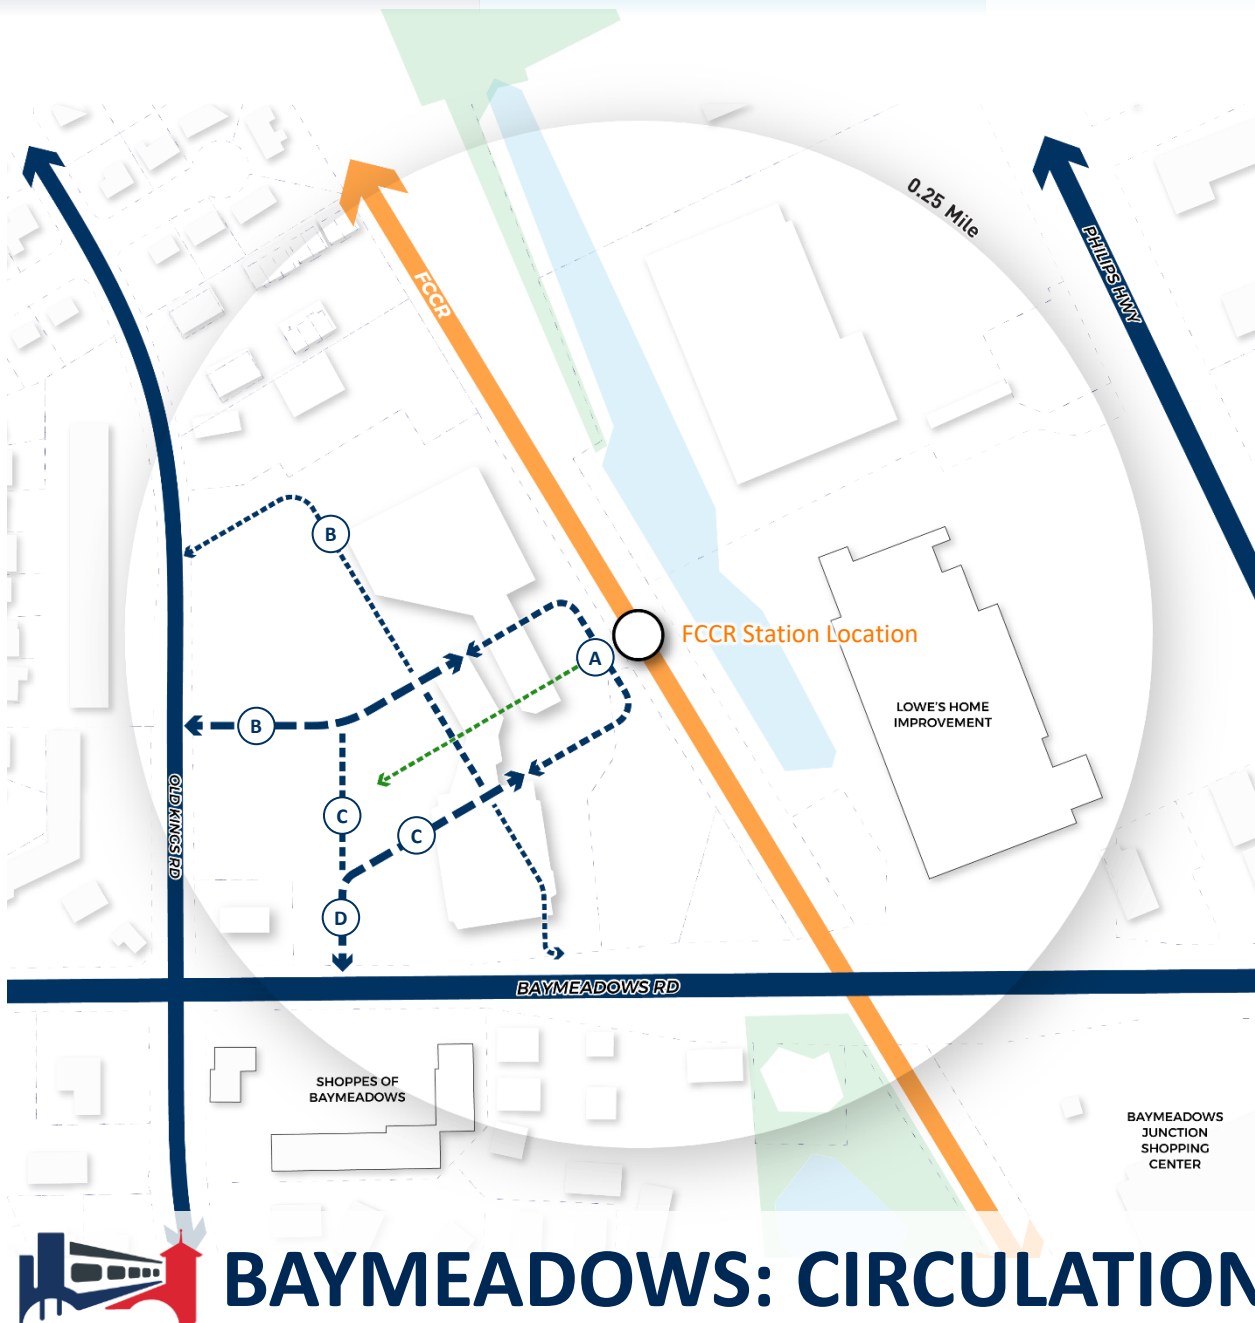 0.25 Mile
PHILIPS HWY
FCCR
B
FCCR Station Location
A
LOWE'S HOME
IMPROVEMENT
B
OLD KINGS RD
C
C
D
BAYMEADOWS RD
SHOPPES OF
BAYMEADOWS
BAYMEADOWS
JUNCTION
SHOPPING
CENTER
BAYMEADOWS: CIRCULATION